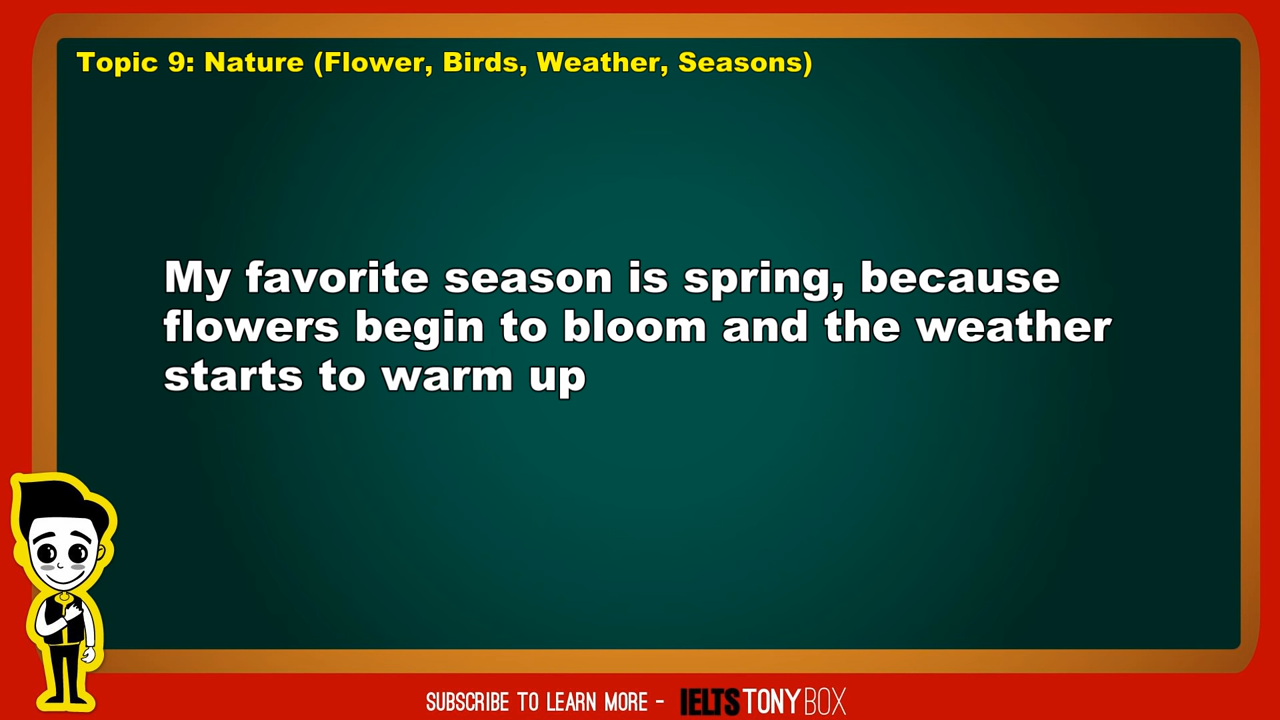 Topic 9: Nature (Flower, Birds, Weather, Seasons)
My favorite season is spring, because
flowers begin to bloom and the weather
starts to warm up
SUBSCRIBE TO LEARN MORE - IELTSTONYBOX